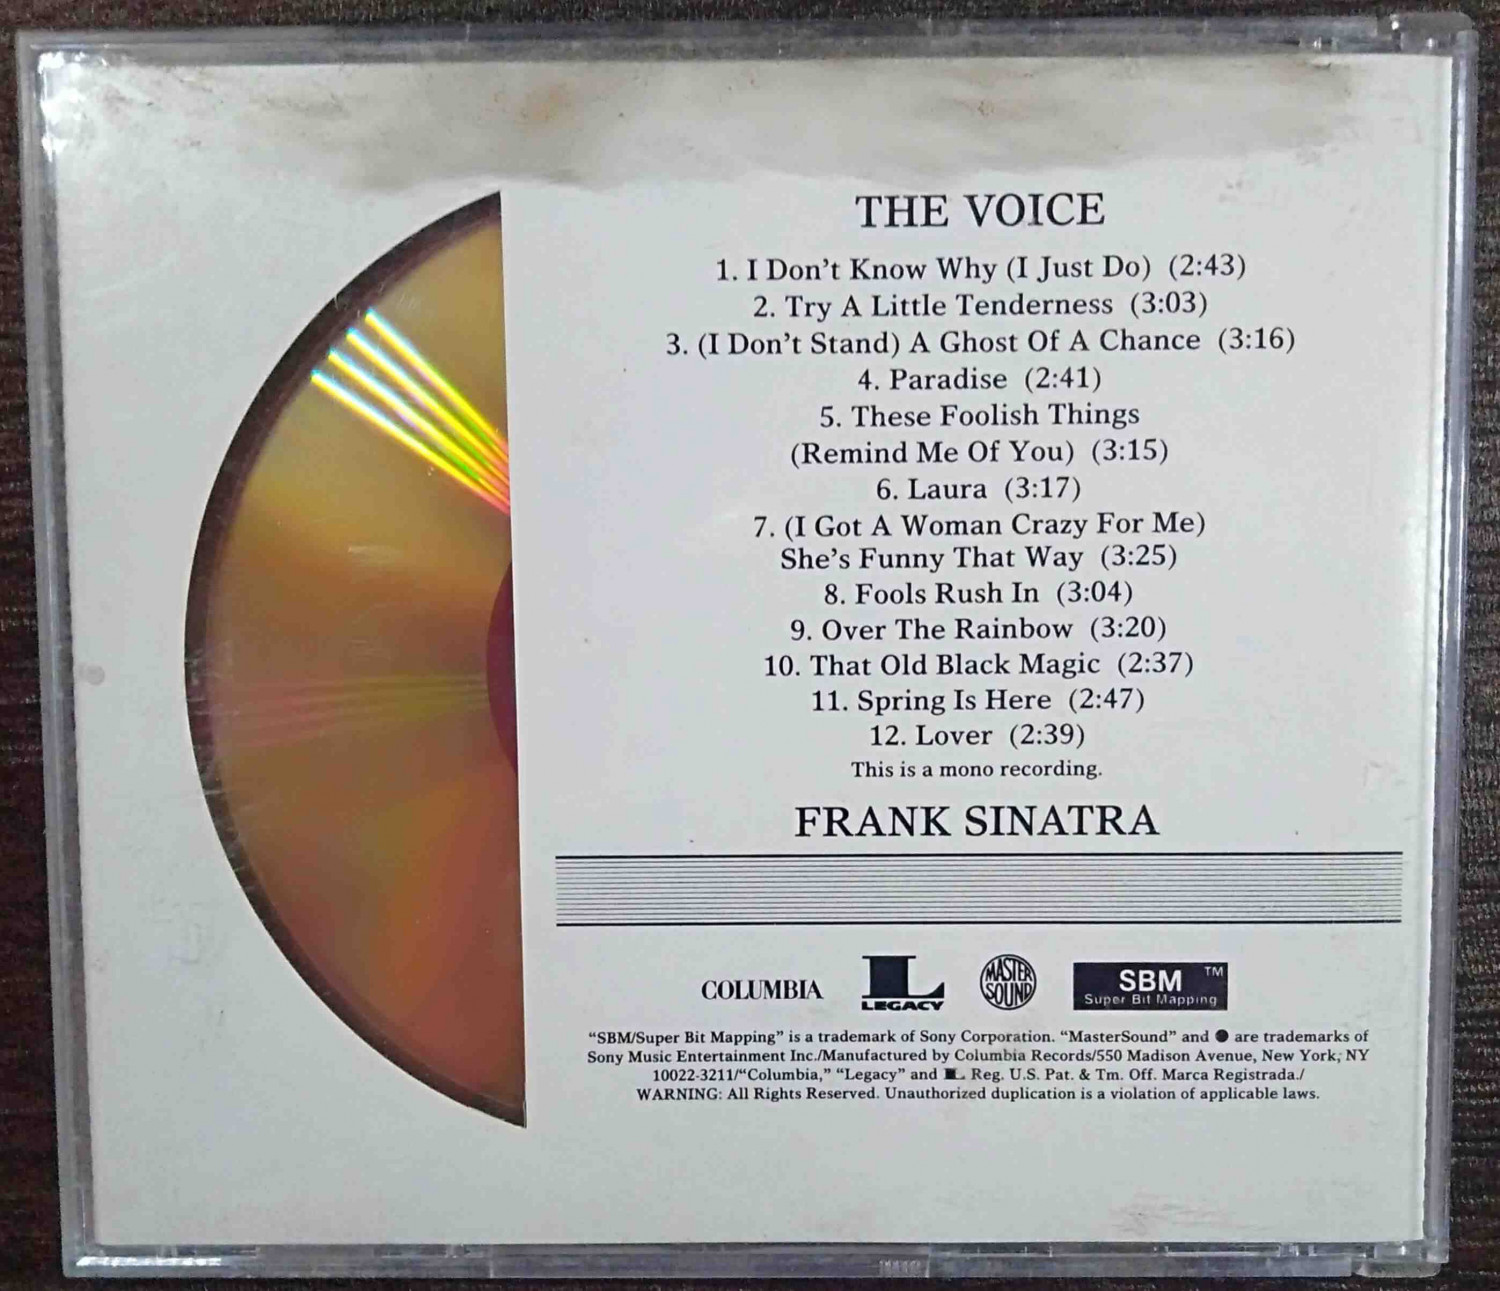 THE VOICE
1. I Don't Know Why (I Just Do) (2:43)
2. Try A Little Tenderness (3:03)
3. (I Don't Stand) A Ghost Of A Chance (3:16)
4. Paradise (2:41)
5. These Foolish Things
(Remind Me Of You) (3:15)
6. Laura (3:17)
7. (I Got A Woman Crazy For Me)
She's Funny That Way (3:25)
8. Fools Rush In (3:04)
9. Over The Rainbow (3:20)
10. That Old Black Magic (2:37)
11. Spring Is Here (2:47)
12. Lover (2:39)
This is a mono recording.
FRANK SINATRA
COLUMBIA
L
LEGACY
MASTER
SOUND
SBM TM
Super Bit Mapping
“SBM/Super Bit Mapping” is a trademark of Sony Corporation. “MasterSound” and ● are trademarks of
Sony Music Entertainment Inc./Manufactured by Columbia Records/550 Madison Avenue, New York, NY
10022-3211/“Columbia,” “Legacy” and L Reg. U.S. Pat. & Tm. Off. Marca Registrada./
WARNING: All Rights Reserved. Unauthorized duplication is a violation of applicable laws.